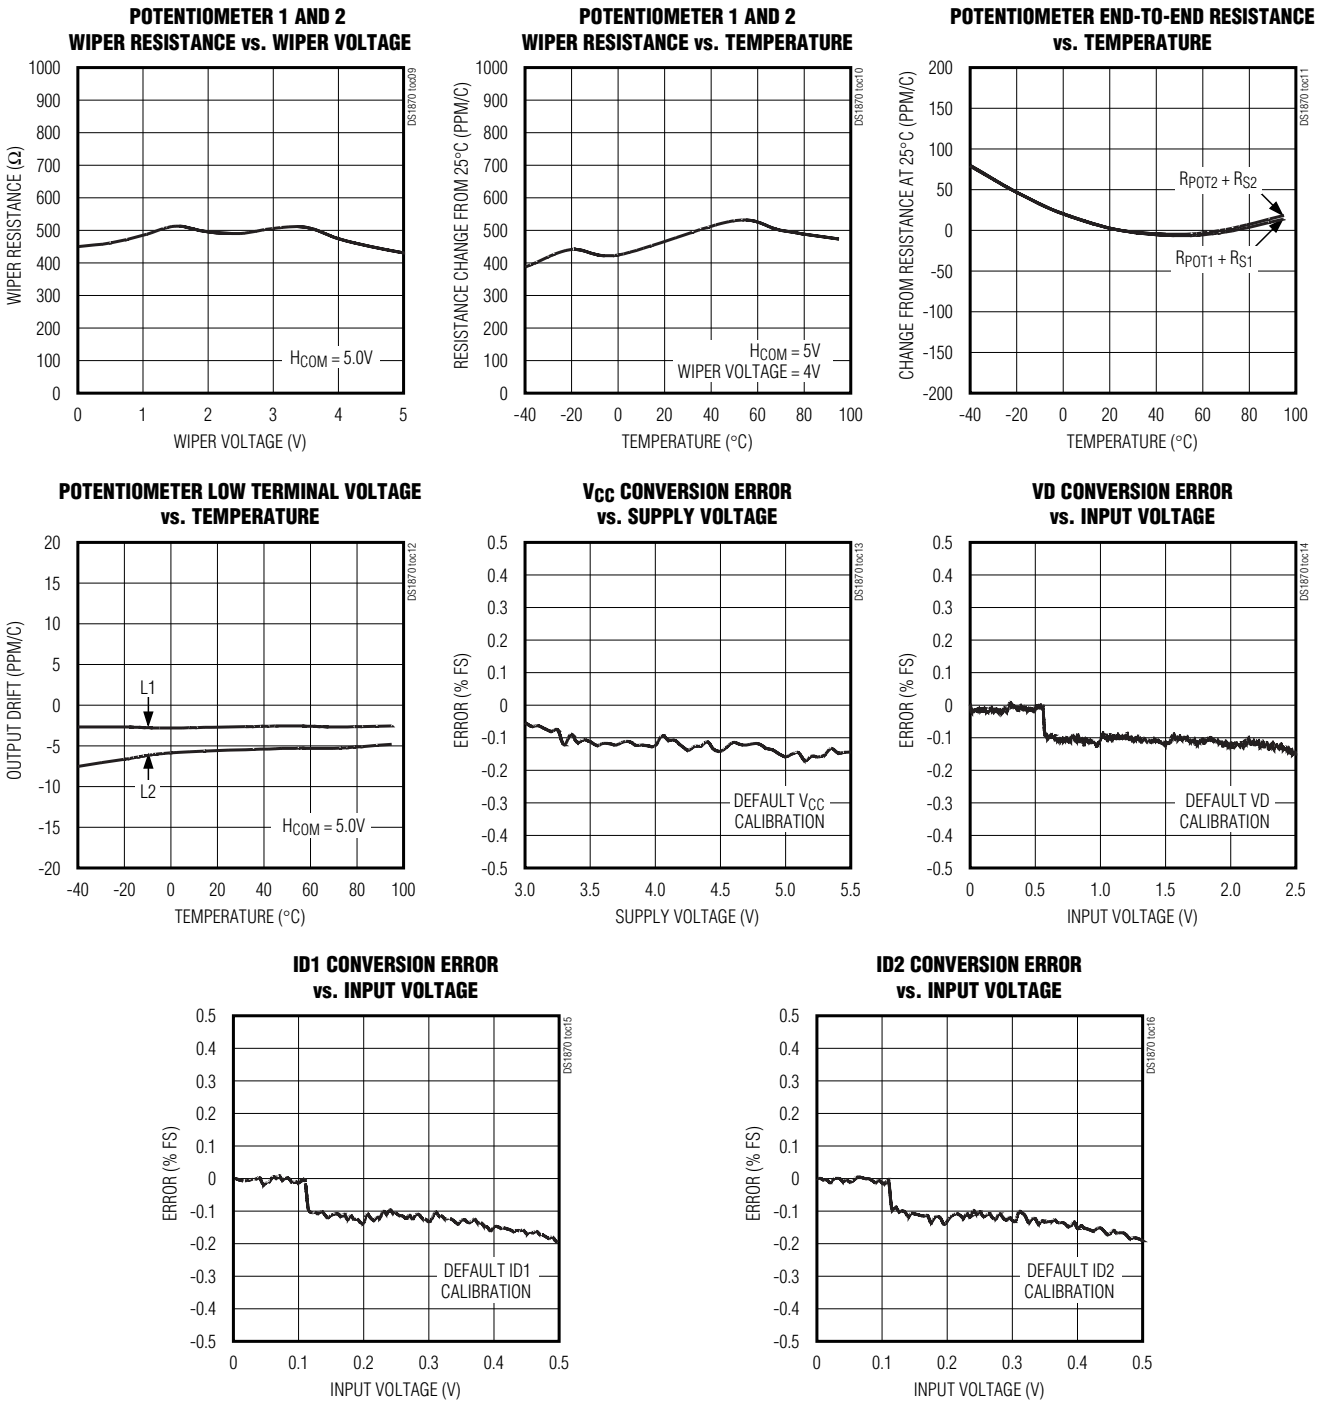 POTENTIOMETER 1 AND 2
WIPER RESISTANCE vs. WIPER VOLTAGE
DS1870 toc09
WIPER RESISTANCE (Ω)
1000
900
800
700
600
500
400
300
200
100
0
HCOM = 5.0V
0 1 2 3 4 5
WIPER VOLTAGE (V)
POTENTIOMETER 1 AND 2
WIPER RESISTANCE vs. TEMPERATURE
DS1870 toc10
RESISTANCE CHANGE FROM 25°C (PPM/C)
1000
900
800
700
600
500
400
300
200
100
0
HCOM = 5V
WIPER VOLTAGE = 4V
-40 -20 0 20 40 60 80 100
TEMPERATURE (°C)
POTENTIOMETER END-TO-END RESISTANCE
vs. TEMPERATURE
DS1870 toc11
CHANGE FROM RESISTANCE AT 25°C (PPM/C)
200
150
100
50
0
-50
-100
-150
-200
RPOT2 + RS2
RPOT1 + RS1
-40 -20 0 20 40 60 80 100
TEMPERATURE (°C)
POTENTIOMETER LOW TERMINAL VOLTAGE
vs. TEMPERATURE
DS1870 toc12
OUTPUT DRIFT (PPM/C)
20
15
10
5
0
-5
-10
-15
-20
L1
L2
HCOM = 5.0V
-40 -20 0 20 40 60 80 100
TEMPERATURE (°C)
VCC CONVERSION ERROR
vs. SUPPLY VOLTAGE
DS1870 toc13
ERROR (% FS)
0.5
0.4
0.3
0.2
0.1
0
-0.1
-0.2
-0.3
-0.4
-0.5
DEFAULT VCC
CALIBRATION
3.0 3.5 4.0 4.5 5.0 5.5
SUPPLY VOLTAGE (V)
VD CONVERSION ERROR
vs. INPUT VOLTAGE
DS1870 toc14
ERROR (% FS)
0.5
0.4
0.3
0.2
0.1
0
-0.1
-0.2
-0.3
-0.4
-0.5
DEFAULT VD
CALIBRATION
0 0.5 1.0 1.5 2.0 2.5
INPUT VOLTAGE (V)
ID1 CONVERSION ERROR
vs. INPUT VOLTAGE
DS1870 toc15
ERROR (% FS)
0.5
0.4
0.3
0.2
0.1
0
-0.1
-0.2
-0.3
-0.4
-0.5
DEFAULT ID1
CALIBRATION
0 0.1 0.2 0.3 0.4 0.5
INPUT VOLTAGE (V)
ID2 CONVERSION ERROR
vs. INPUT VOLTAGE
DS1870 toc16
ERROR (% FS)
0.5
0.4
0.3
0.2
0.1
0
-0.1
-0.2
-0.3
-0.4
-0.5
DEFAULT ID2
CALIBRATION
0 0.1 0.2 0.3 0.4 0.5
INPUT VOLTAGE (V)